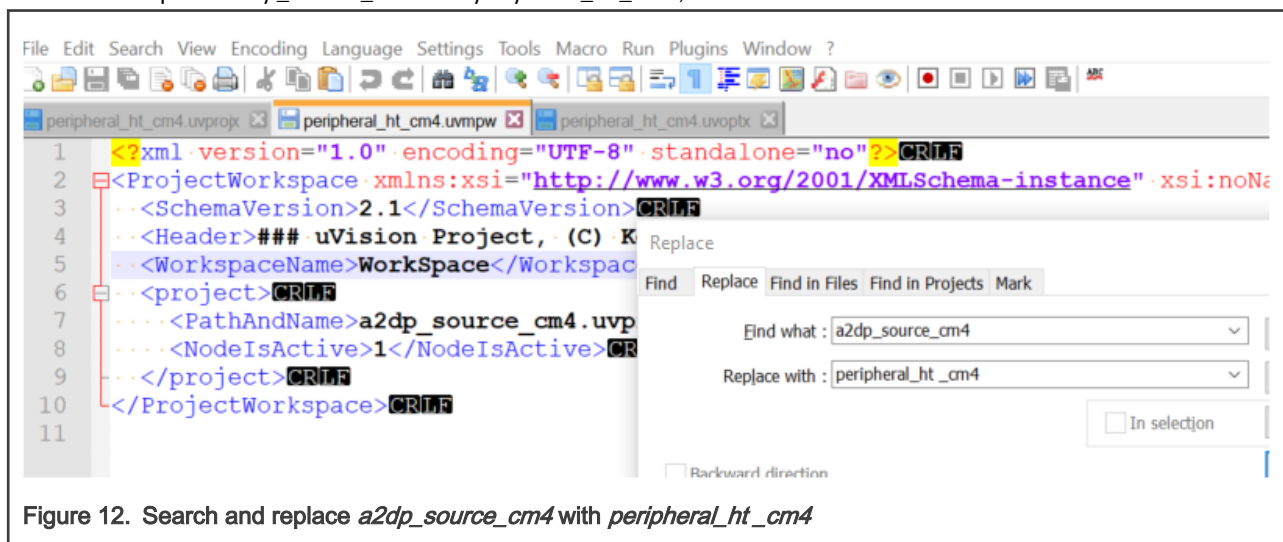 File Edit Search View Encoding Language Settings Tools Macro Run Plugins Window ?
peripheral_ht_cm4.uvprojx peripheral_ht_cm4.uvmpw peripheral_ht_cm4.uvoptx
1 <?xml version="1.0" encoding="UTF-8" standalone="no"?>CRLF
2 <ProjectWorkspace xmlns:xsi="http://www.w3.org/2001/XMLSchema-instance" xsi:noNa
3 <SchemaVersion>2.1</SchemaVersion>CRLF
4 <Header>### uVision Project, (C) K
5 <WorkspaceName>WorkSpace</Workspac
6 <project>CRLF
7 <PathAndName>a2dp_source_cm4.uvp
8 <NodeIsActive>1</NodeIsActive>CR
9 </project>CRLF
10 </ProjectWorkspace>CRLF
11
Replace
Find Replace Find in Files Find in Projects Mark
Find what : a2dp_source_cm4
Replace with : peripheral_ht _cm4
In selection
Backward direction
Figure 12. Search and replace a2dp_source_cm4 with peripheral_ht _cm4